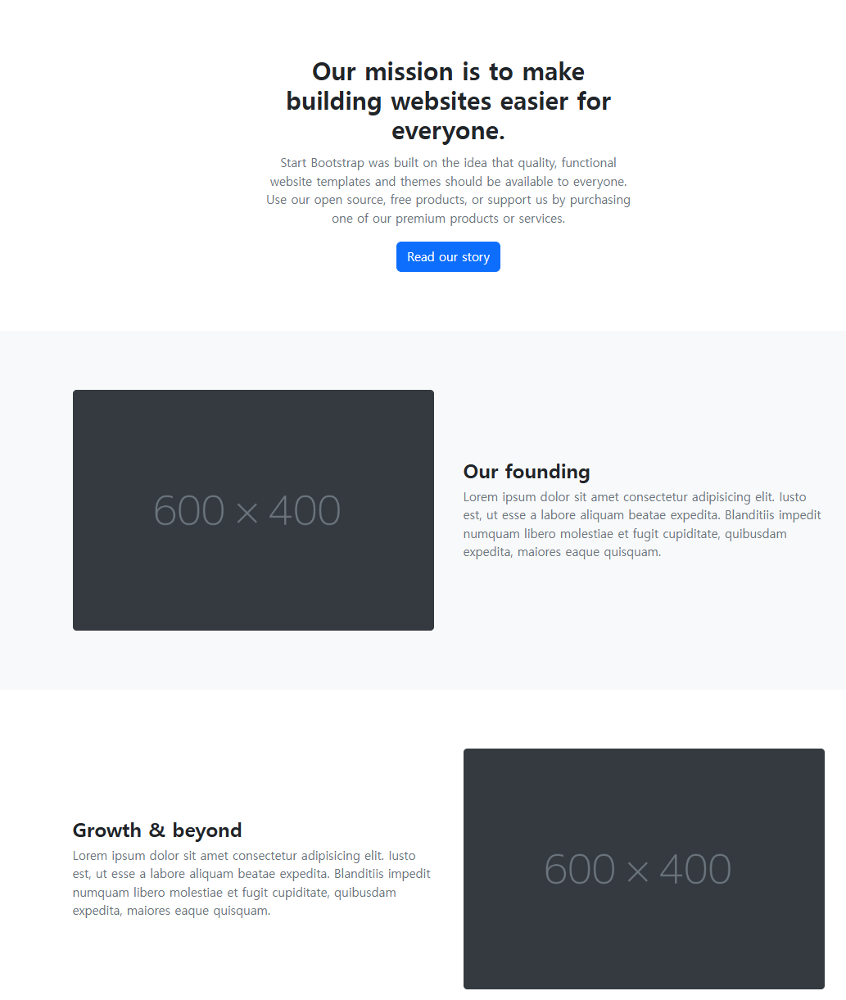 Our mission is to make
building websites easier for
everyone.
Start Bootstrap was built on the idea that quality, functional
website templates and themes should be available to everyone.
Use our open source, free products, or support us by purchasing
one of our premium products or services.
Read our story
600 × 400
Our founding
Lorem ipsum dolor sit amet consectetur adipisicing elit. Iusto
est, ut esse a labore aliquam beatae expedita. Blanditiis impedit
numquam libero molestiae et fugit cupiditate, quibusdam
expedita, maiores eaque quisquam.
Growth & beyond
Lorem ipsum dolor sit amet consectetur adipisicing elit. Iusto
est, ut esse a labore aliquam beatae expedita. Blanditiis impedit
numquam libero molestiae et fugit cupiditate, quibusdam
expedita, maiores eaque quisquam.
600 × 400